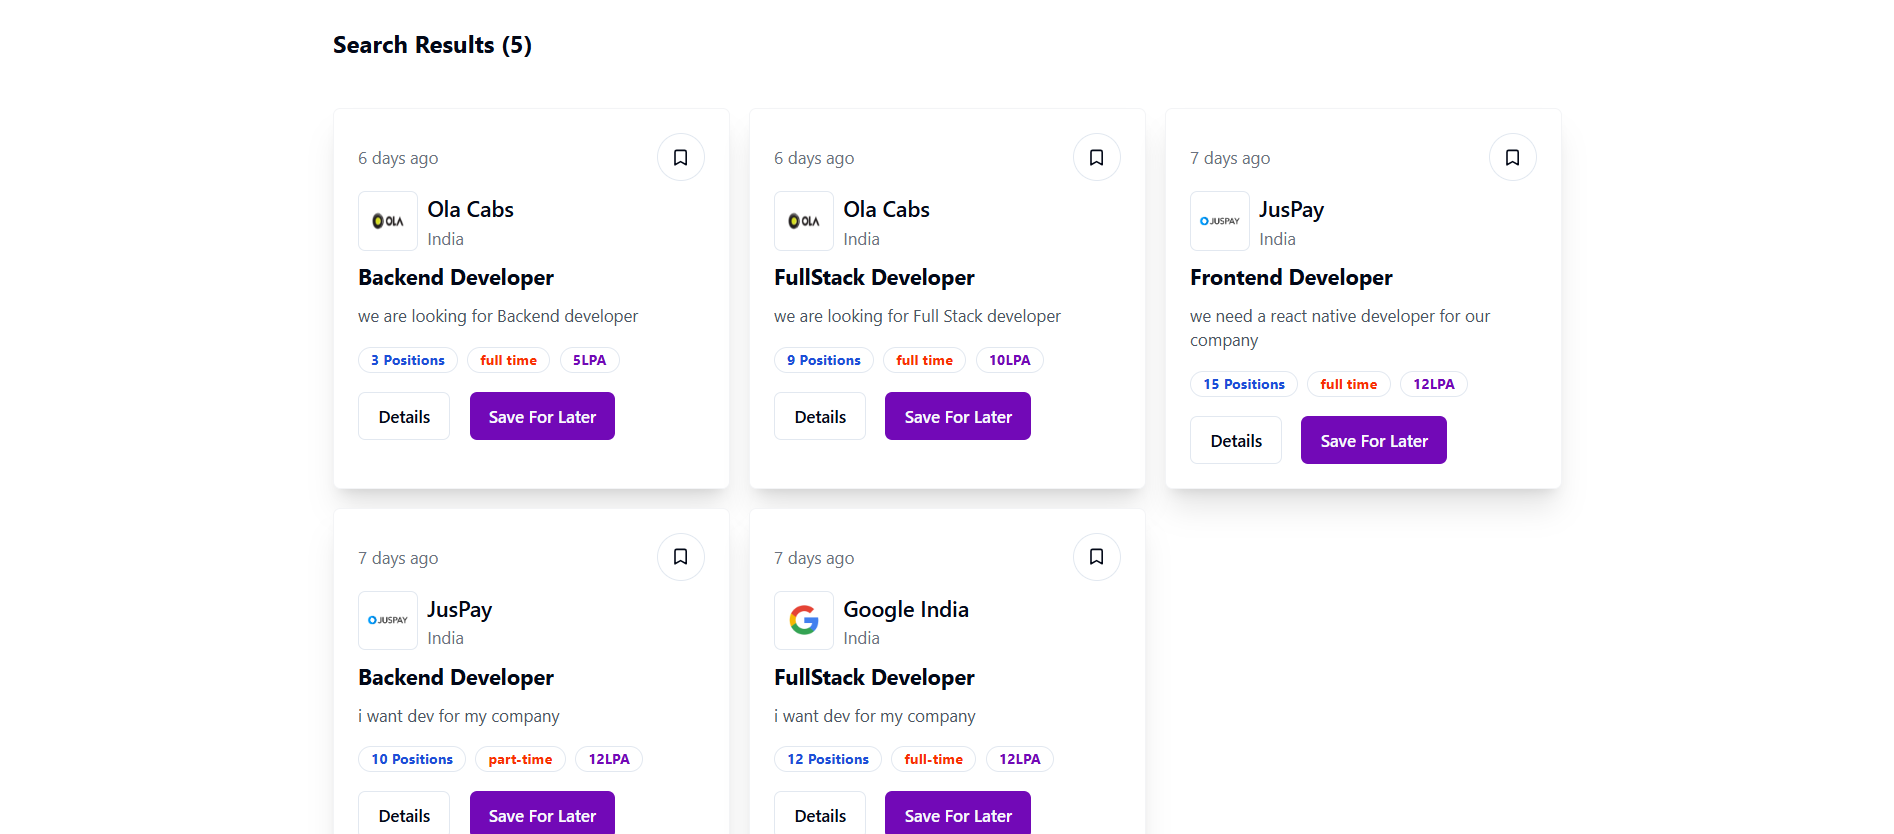 Search Results (5)
6 days ago
OLA
Ola Cabs
India
Backend Developer
we are looking for Backend developer
3 Positions
full time
5LPA
Details
Save For Later
6 days ago
OLA
Ola Cabs
India
FullStack Developer
we are looking for Full Stack developer
9 Positions
full time
10LPA
Details
Save For Later
7 days ago
JUSPAY
JusPay
India
Frontend Developer
we need a react native developer for our
company
15 Positions
full time
12LPA
Details
Save For Later
7 days ago
JUSPAY
JusPay
India
Backend Developer
i want dev for my company
10 Positions
part-time
12LPA
Details
Save For Later
7 days ago
G
Google India
India
FullStack Developer
i want dev for my company
12 Positions
full-time
12LPA
Details
Save For Later